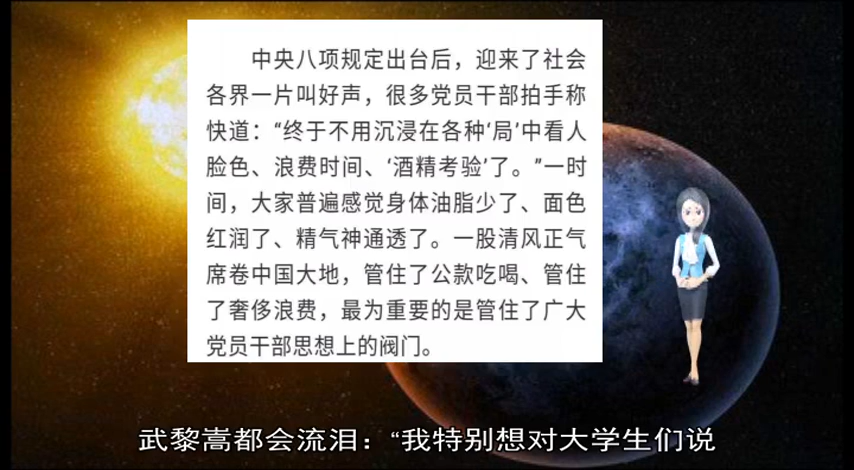 中央八项规定出台后，迎来了社会
各界一片叫好声，很多党员干部拍手称
快道：“终于不用沉浸在各种‘局’中看人
脸色、浪费时间、‘酒精考验’了。”一时
间，大家普遍感觉身体油脂少了、面色
红润了、精气神通透了。一股清风正气
席卷中国大地，管住了公款吃喝、管住
了奢侈浪费，最为重要的是管住了广大
党员干部思想上的阀门。
武黎嵩都会流泪：“我特别想对大学生们说